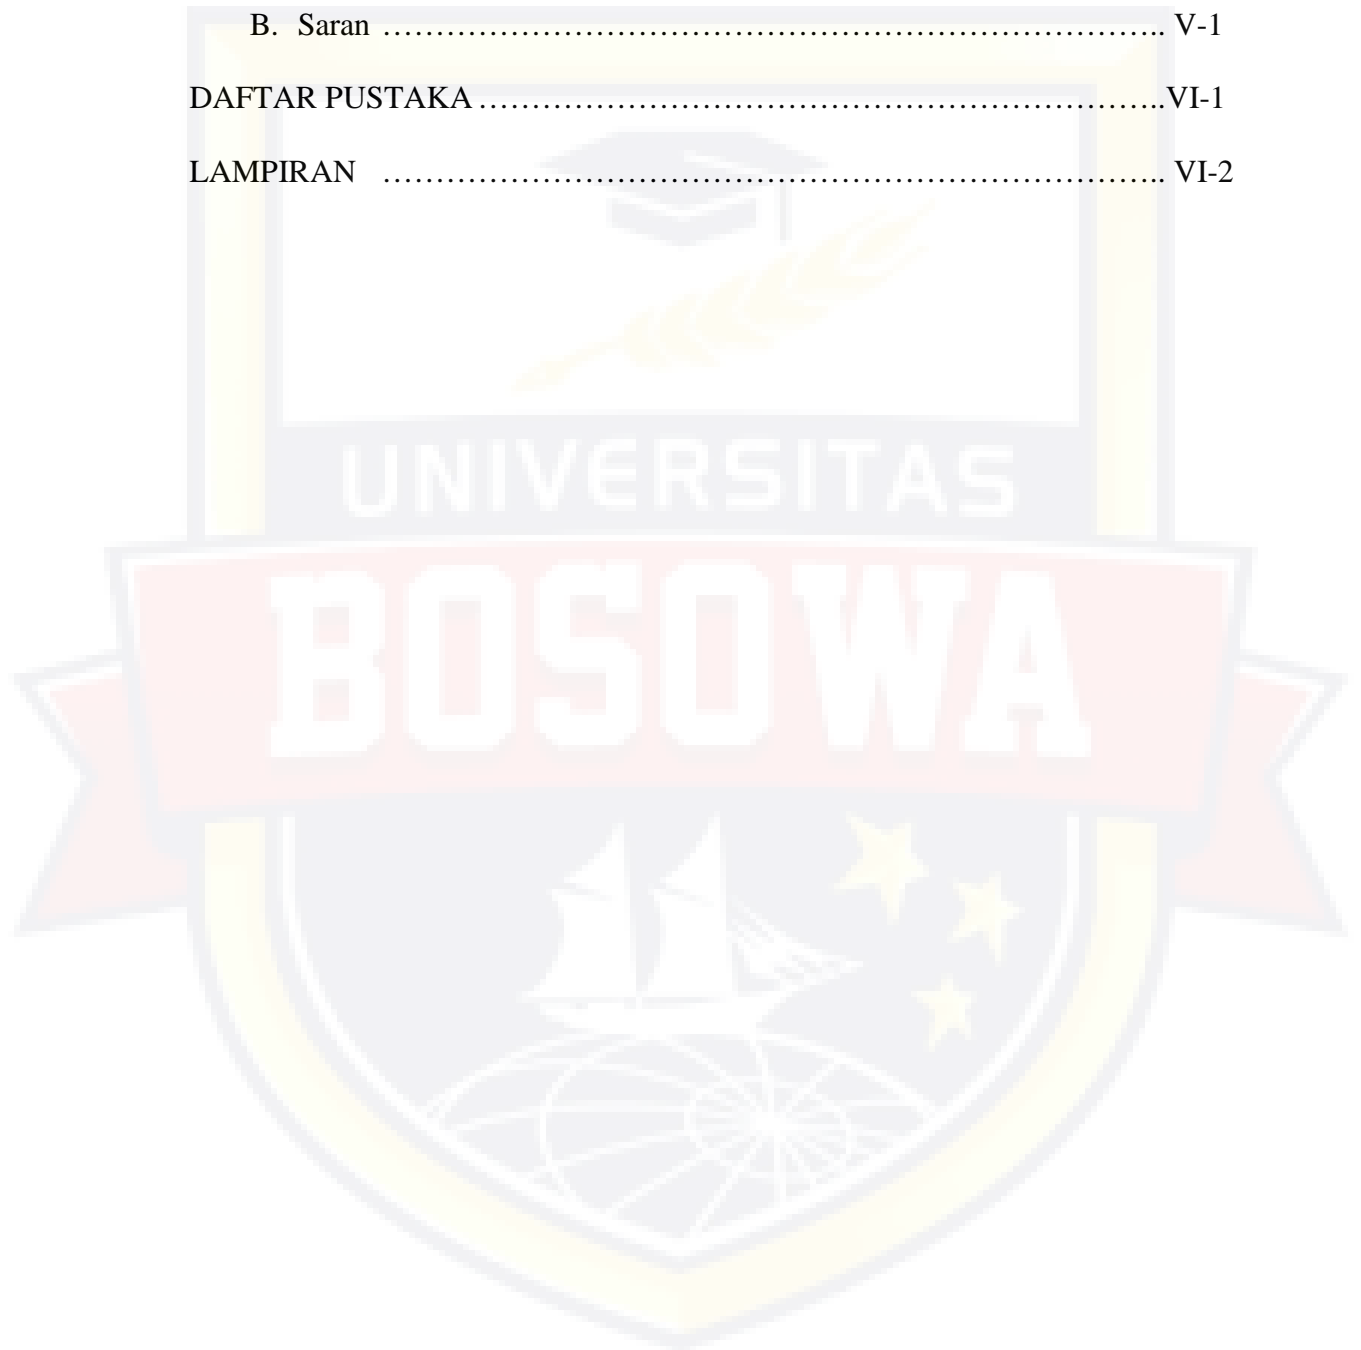 B. Saran ………………………………………………………………….. V-1
DAFTAR PUSTAKA …………………………………………………………..VI-1
LAMPIRAN ………………………………………………………………….. VI-2
UNIVERSITAS
BOSOWA